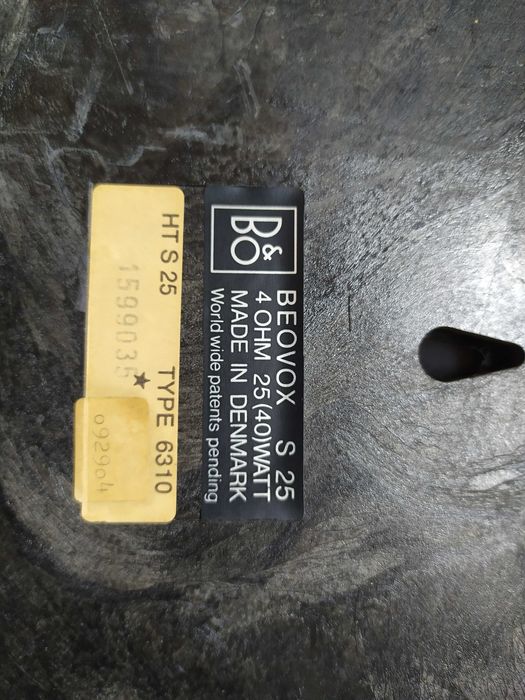 B&O
BEOVOX S 25
4 OHM 25(40)WATT
MADE IN DENMARK
World wide patents pending
HT S 25 TYPE 6310
1599035
092904